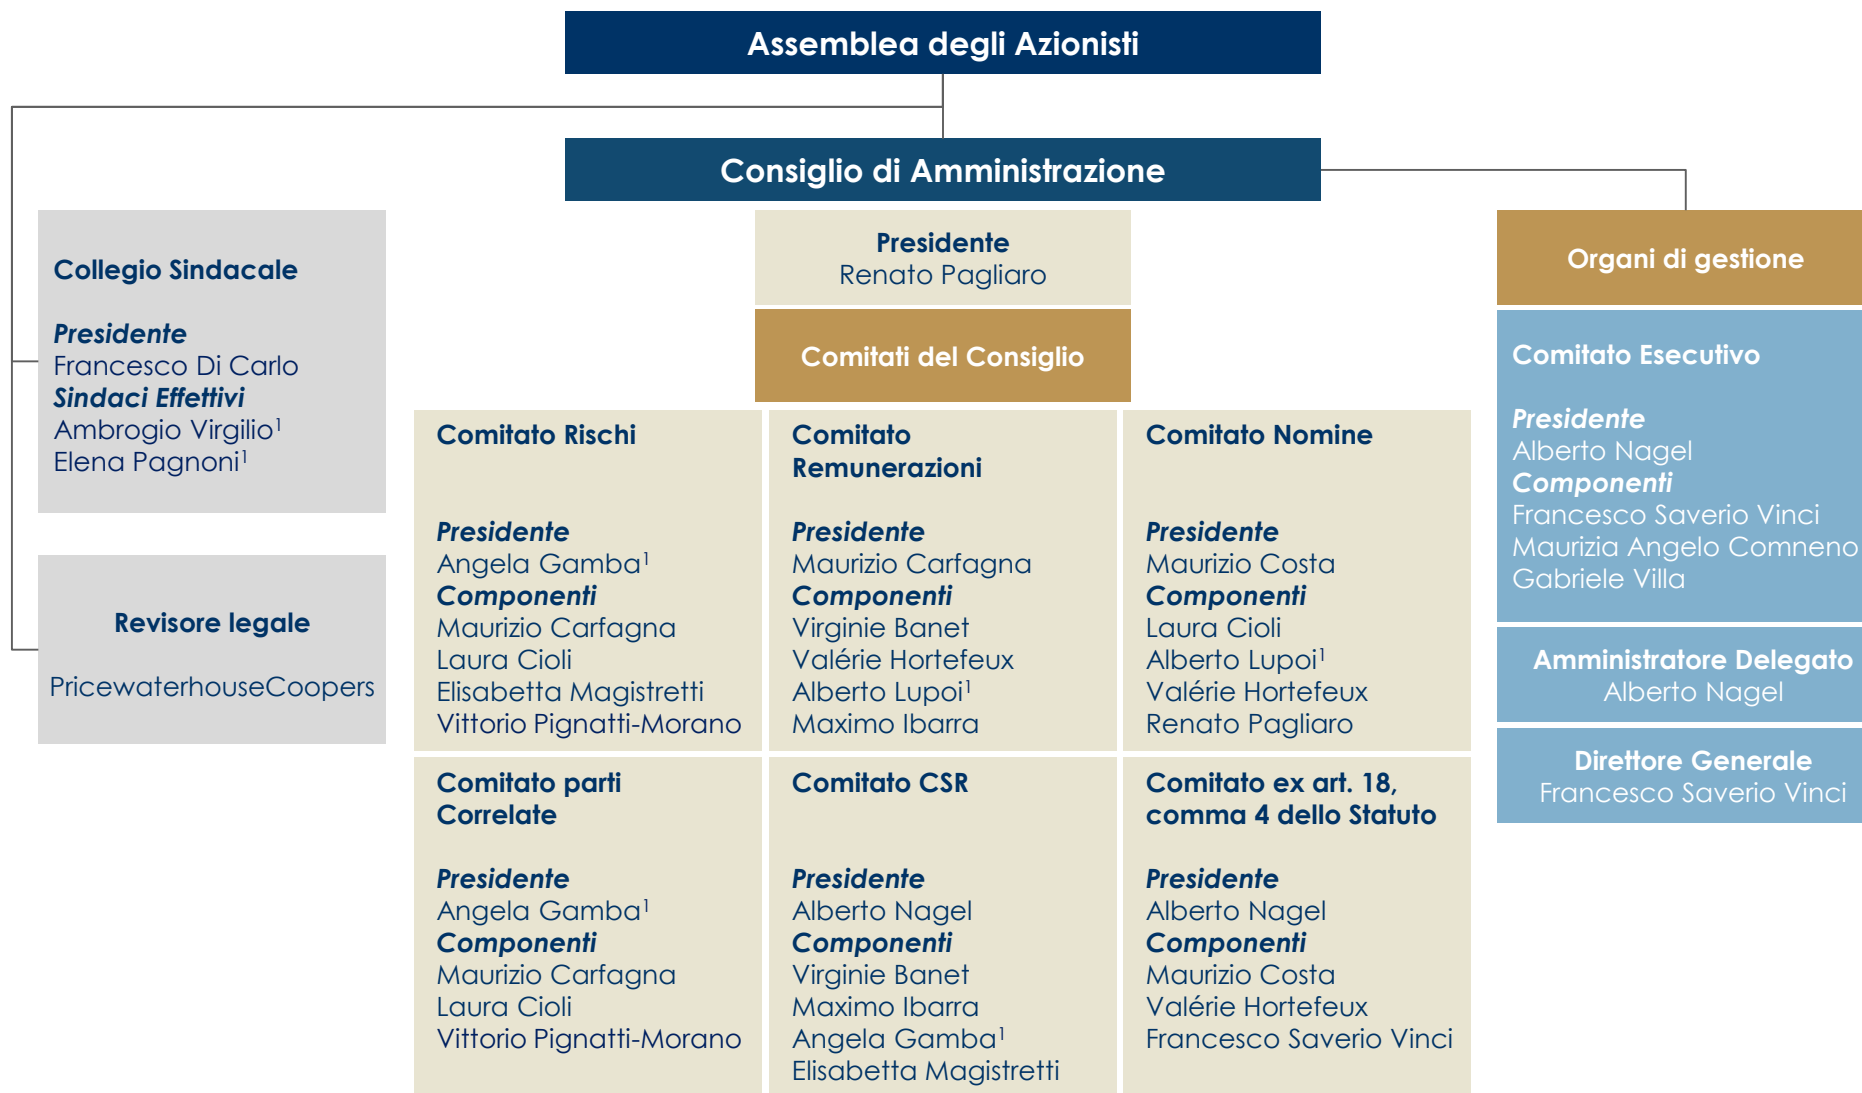 Assemblea degli Azionisti
Consiglio di Amministrazione
Collegio Sindacale
Presidente
Francesco Di Carlo
Sindaci Effettivi
Ambrogio Virgilio¹
Elena Pagnoni¹
Revisore legale
PricewaterhouseCoopers
Presidente
Renato Pagliaro
Comitati del Consiglio
Comitato Rischi
Presidente
Angela Gamba¹
Componenti
Maurizio Carfagna
Laura Cioli
Elisabetta Magistretti
Vittorio Pignatti-Morano
Comitato
Remunerazioni
Presidente
Maurizio Carfagna
Componenti
Virginie Banet
Valérie Hortefeux
Alberto Lupoi¹
Maximo Ibarra
Comitato Nomine
Presidente
Maurizio Costa
Componenti
Laura Cioli
Alberto Lupoi¹
Valérie Hortefeux
Renato Pagliaro
Comitato parti
Correlate
Presidente
Angela Gamba¹
Componenti
Maurizio Carfagna
Laura Cioli
Vittorio Pignatti-Morano
Comitato CSR
Presidente
Alberto Nagel
Componenti
Virginie Banet
Maximo Ibarra
Angela Gamba¹
Elisabetta Magistretti
Comitato ex art. 18,
comma 4 dello Statuto
Presidente
Alberto Nagel
Componenti
Maurizio Costa
Valérie Hortefeux
Francesco Saverio Vinci
Organi di gestione
Comitato Esecutivo
Presidente
Alberto Nagel
Componenti
Francesco Saverio Vinci
Maurizia Angelo Comneno
Gabriele Villa
Amministratore Delegato
Alberto Nagel
Direttore Generale
Francesco Saverio Vinci